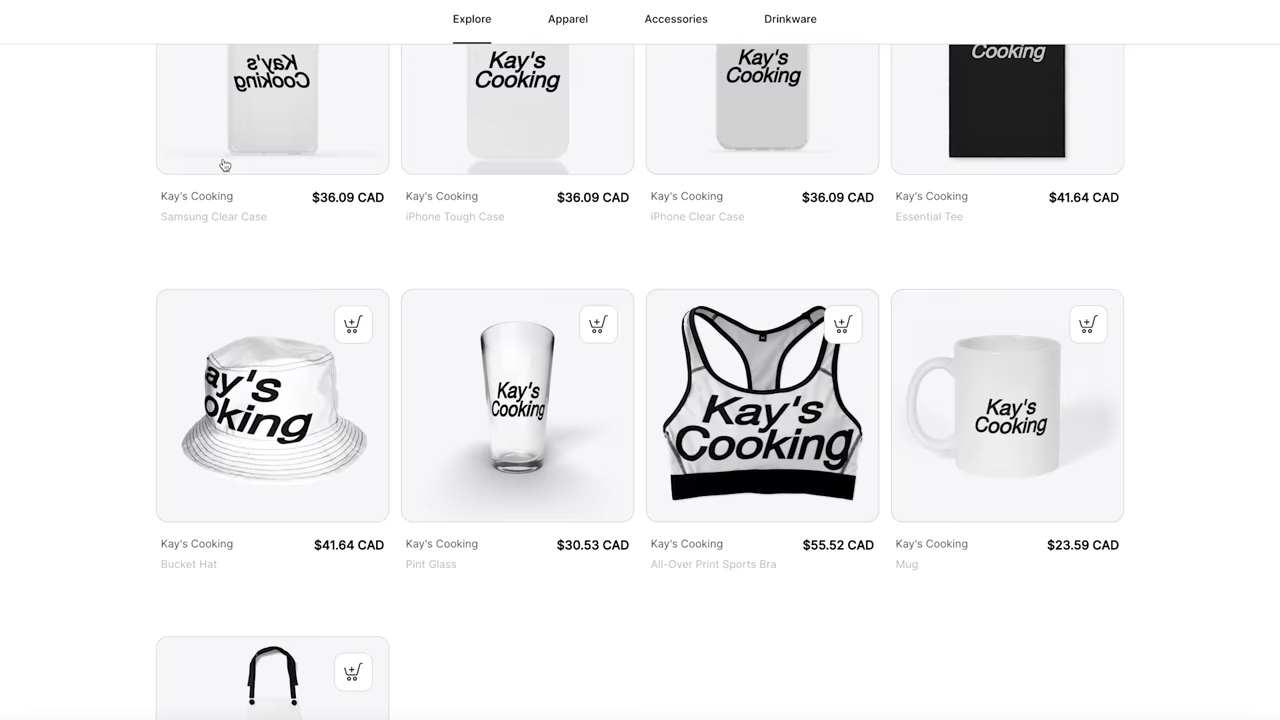 Explore Apparel Accessories Drinkware
Kay's
Cooking
Kay's
Cooking
Kay's
Cooking
Cooking
Kay's Cooking $36.09 CAD
Samsung Clear Case
Kay's Cooking $36.09 CAD
iPhone Tough Case
Kay's Cooking $36.09 CAD
iPhone Clear Case
Kay's Cooking $41.64 CAD
Essential Tee
ay's
oking
Kay's
Cooking
Kay's
Cooking
Kay's
Cooking
Kay's Cooking $41.64 CAD
Bucket Hat
Kay's Cooking $30.53 CAD
Pint Glass
Kay's Cooking $55.52 CAD
All-Over Print Sports Bra
Kay's Cooking $23.59 CAD
Mug